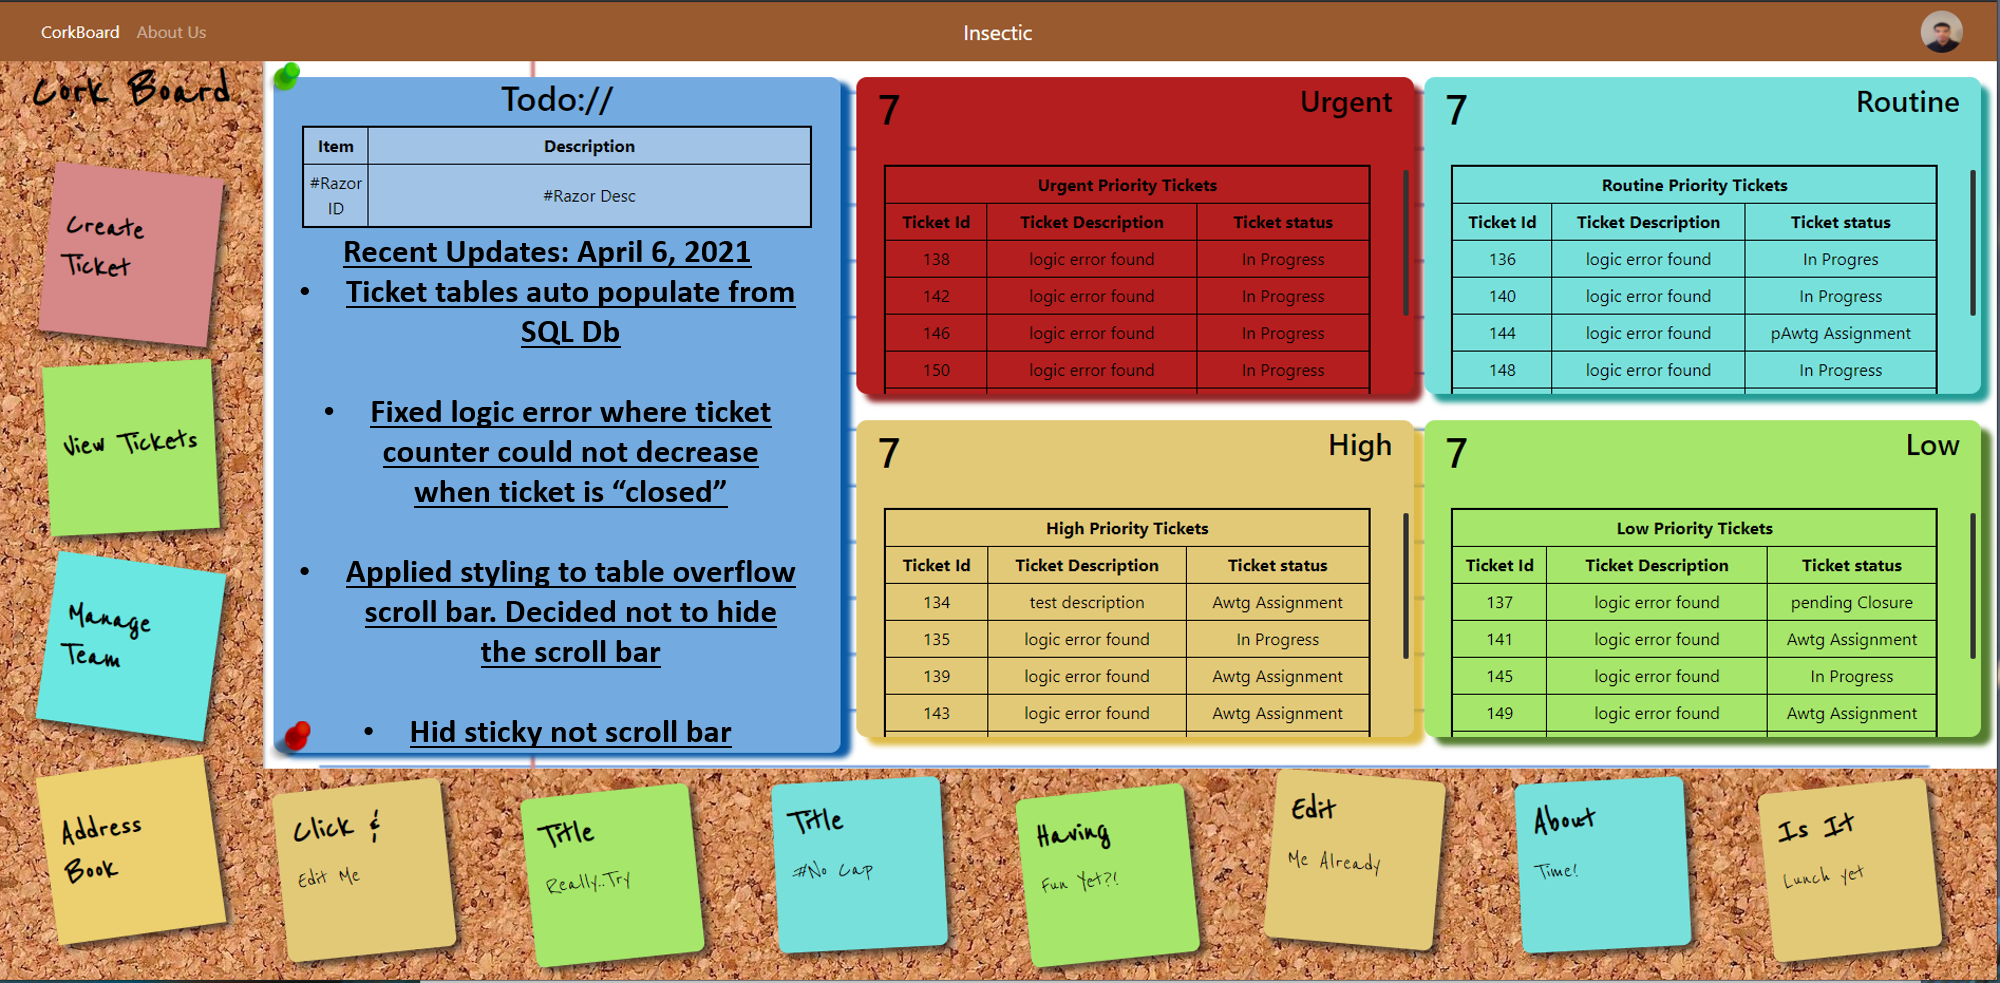 CorkBoard About Us Insectic
Cork Board
Create
Ticket
View Tickets
Manage
Team
Address
Book
Todo://
Item Description
#Razor
ID
#Razor Desc
Recent Updates: April 6, 2021
• Ticket tables auto populate from
SQL Db
• Fixed logic error where ticket
counter could not decrease
when ticket is “closed”
• Applied styling to table overflow
scroll bar. Decided not to hide
the scroll bar
• Hid sticky not scroll bar
7 Urgent
Urgent Priority Tickets
Ticket Id Ticket Description Ticket status
138 logic error found In Progress
142 logic error found In Progress
146 logic error found In Progress
150 logic error found In Progress
7 Routine
Routine Priority Tickets
Ticket Id Ticket Description Ticket status
136 logic error found In Progres
140 logic error found In Progress
144 logic error found pAwtg Assignment
148 logic error found In Progress
7 High
High Priority Tickets
Ticket Id Ticket Description Ticket status
134 test description Awtg Assignment
135 logic error found In Progress
139 logic error found Awtg Assignment
143 logic error found Awtg Assignment
7 Low
Low Priority Tickets
Ticket Id Ticket Description Ticket status
137 logic error found pending Closure
141 logic error found Awtg Assignment
145 logic error found In Progress
149 logic error found Awtg Assignment
Click &
Edit Me
Title
Really..Try
Title
#No Cap
Having
Fun Yet?!
Edit
Me Already
About
Time!
Is It
Lunch yet